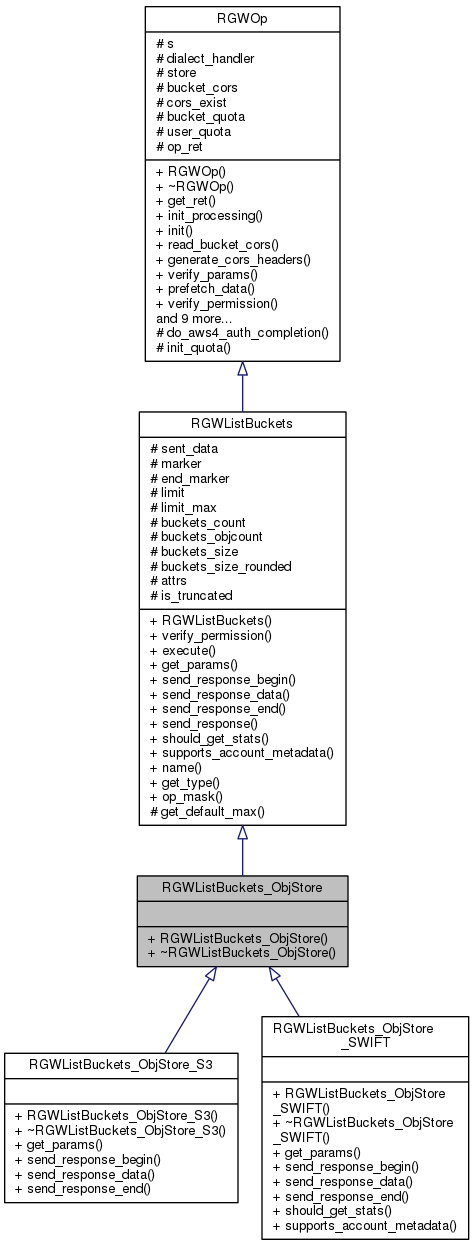 RGWOp
# s
# dialect_handler
# store
# bucket_cors
# cors_exist
# bucket_quota
# user_quota
# op_ret
+ RGWOp()
+ ~RGWOp()
+ get_ret()
+ init_processing()
+ init()
+ read_bucket_cors()
+ generate_cors_headers()
+ verify_params()
+ prefetch_data()
+ verify_permission()
and 9 more...
# do_aws4_auth_completion()
# init_quota()
RGWListBuckets
# sent_data
# marker
# end_marker
# limit
# limit_max
# buckets_count
# buckets_objcount
# buckets_size
# buckets_size_rounded
# attrs
# is_truncated
+ RGWListBuckets()
+ verify_permission()
+ execute()
+ get_params()
+ send_response_begin()
+ send_response_data()
+ send_response_end()
+ send_response()
+ should_get_stats()
+ supports_account_metadata()
+ name()
+ get_type()
+ op_mask()
# get_default_max()
RGWListBuckets_ObjStore
+ RGWListBuckets_ObjStore()
+ ~RGWListBuckets_ObjStore()
RGWListBuckets_ObjStore_S3
+ RGWListBuckets_ObjStore_S3()
+ ~RGWListBuckets_ObjStore_S3()
+ get_params()
+ send_response_begin()
+ send_response_data()
+ send_response_end()
RGWListBuckets_ObjStore
_SWIFT
+ RGWListBuckets_ObjStore
_SWIFT()
+ ~RGWListBuckets_ObjStore
_SWIFT()
+ get_params()
+ send_response_begin()
+ send_response_data()
+ send_response_end()
+ should_get_stats()
+ supports_account_metadata()